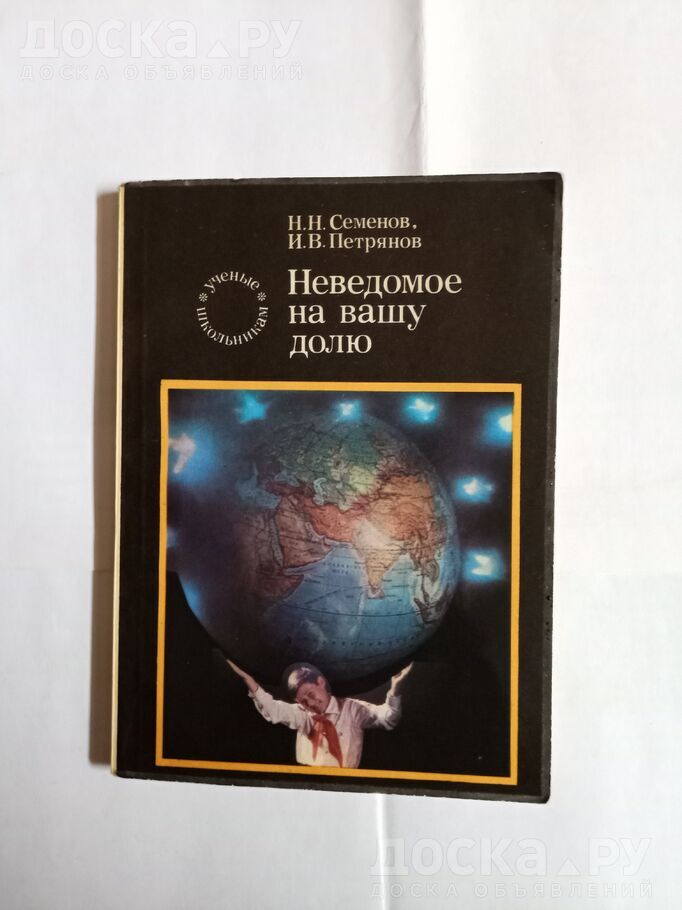 доска.ру
доска объявлений
Н.Н. Семенов,
И.В. Петрянов
ученые
школьникам
Неведомое
на вашу
долю
доска.ру
доска объявлений